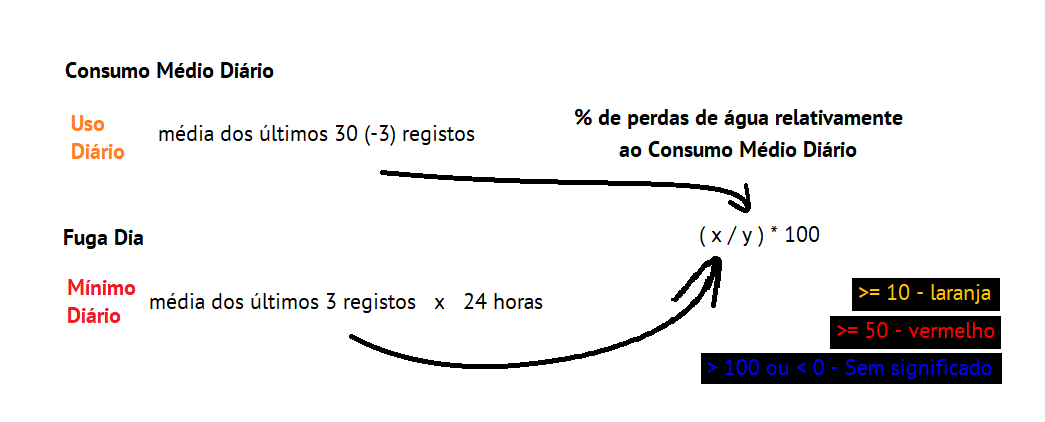 Consumo Médio Diário
Uso
Diário
média dos últimos 30 (-3) registos
% de perdas de água relativamente
ao Consumo Médio Diário
Fuga Dia
( x / y ) * 100
Mínimo
Diário
média dos últimos 3 registos x 24 horas
>= 10 - laranja
>= 50 - vermelho
> 100 ou < 0 - Sem significado